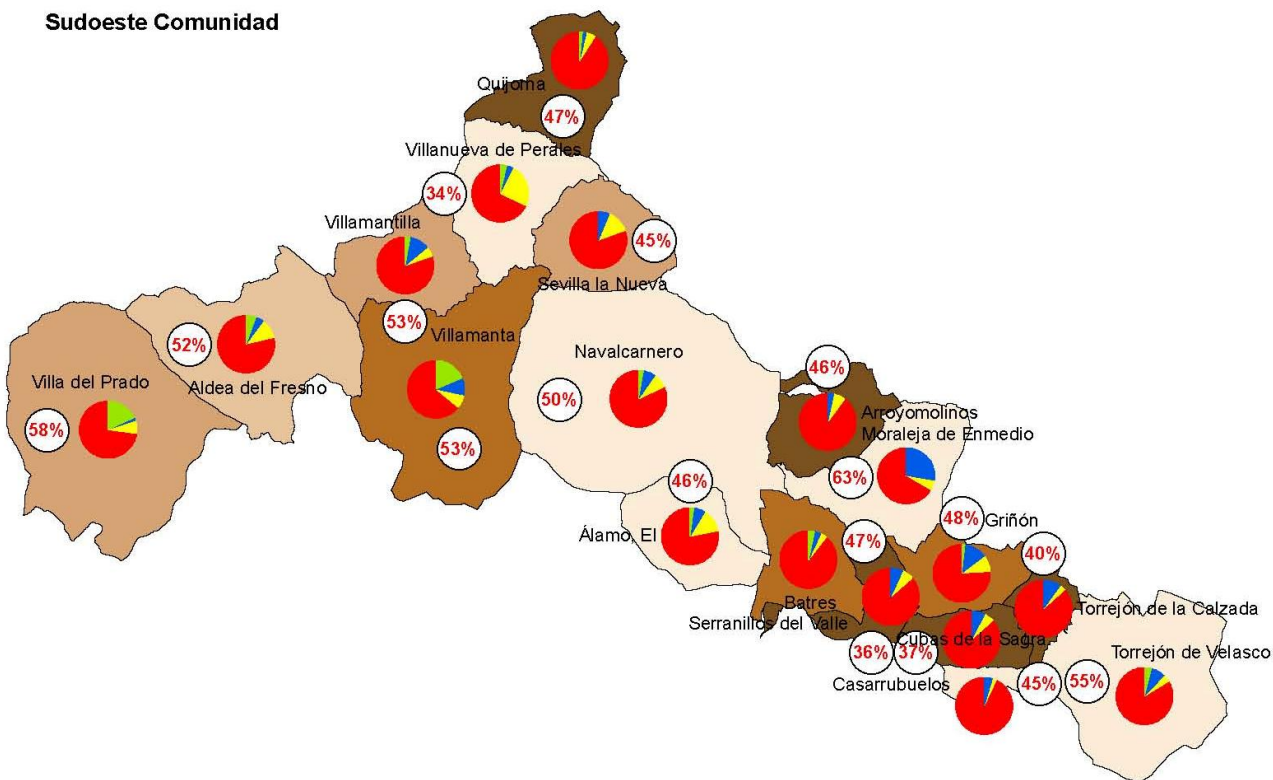 Sudoeste Comunidad
Quijorna
47%
Villanueva de Perales
34%
Villamantilla
45%
Sevilla la Nueva
53%
Villamanta
52%
Aldea del Fresno
Villa del Prado
58%
53%
Navalcarnero
50%
46%
Arroyomolinos
Moraleja de Enmedio
63%
46%
Álamo, El
48%
Griñón
47%
40%
Batres
Serranillos del Valle
Torrejón de la Calzada
Cubas de la Sagra
36%
37%
Torrejón de Velasco
Casarrubuelos
45%
55%